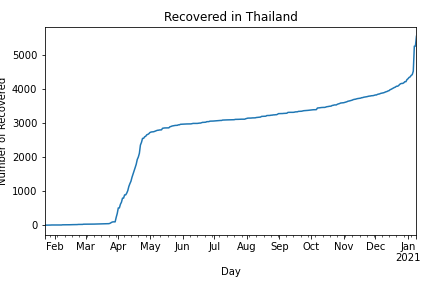 Recovered in Thailand
Number of Recovered
5000
4000
3000
2000
1000
0
Feb Mar Apr May Jun Jul Aug Sep Oct Nov Dec Jan
2021
Day